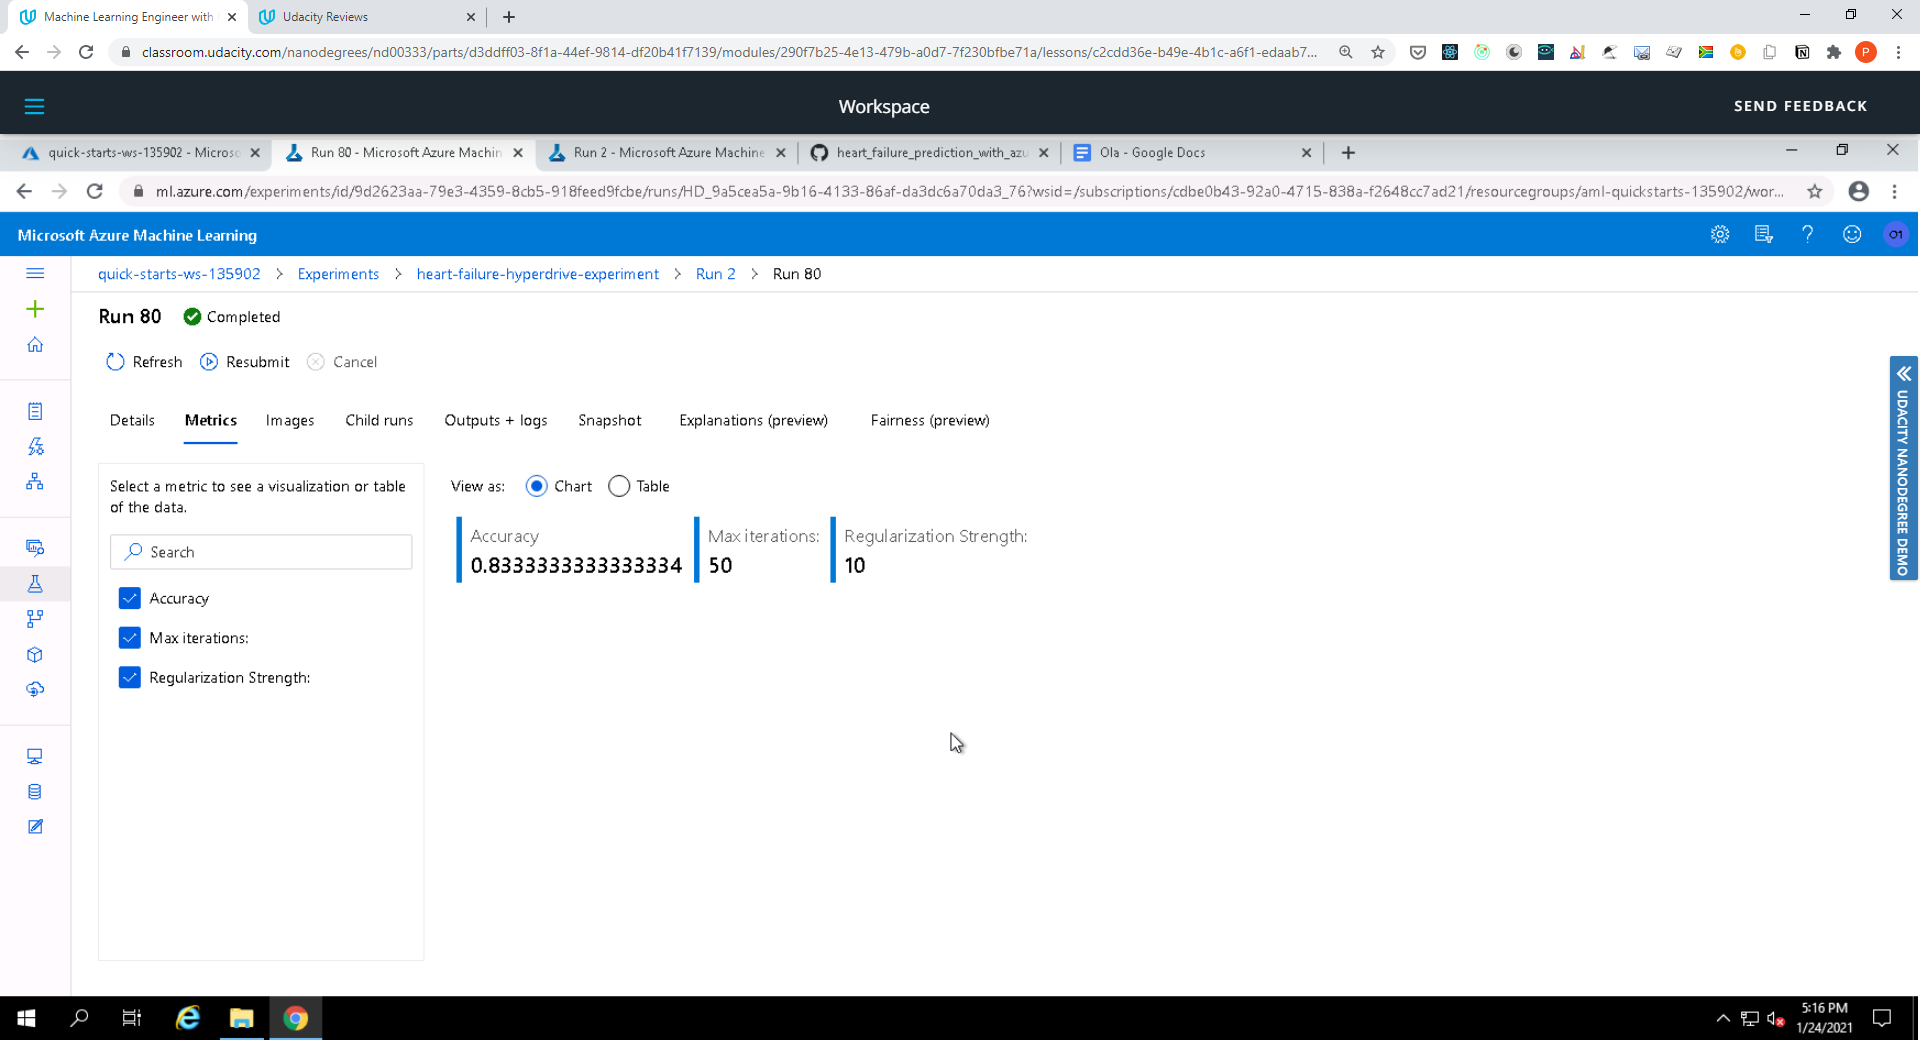 Machine Learning Engineer with
Udacity Reviews
classroom.udacity.com/nanodegrees/nd00333/parts/d3ddff03-8f1a-44ef-9814-df20b41f7139/modules/290f7b25-4e13-479b-a0d7-7f230bfbe71a/lessons/c2cdd36e-b49e-4b1c-a6f1-edaab7...
P
Workspace
SEND FEEDBACK
quick-starts-ws-135902 - Microso
Run 80 - Microsoft Azure Machin
Run 2 - Microsoft Azure Machine
heart_failure_prediction_with_azu
Ola - Google Docs
ml.azure.com/experiments/id/9d2623aa-79e3-4359-8cb5-918feed9fcbe/runs/HD_9a5cea5a-9b16-4133-86af-da3dc6a70da3_76?wsid=/subscriptions/cdbe0b43-92a0-4715-838a-f2648cc7ad21/resourcegroups/aml-quickstarts-135902/wor...
Microsoft Azure Machine Learning
O1
quick-starts-ws-135902 > Experiments > heart-failure-hyperdrive-experiment > Run 2 > Run 80
Run 80 Completed
Refresh Resubmit Cancel
Details Metrics Images Child runs Outputs + logs Snapshot Explanations (preview) Fairness (preview)
Select a metric to see a visualization or table
of the data.
Search
Accuracy
Max iterations:
Regularization Strength:
View as: Chart Table
Accuracy
0.8333333333333334
Max iterations:
50
Regularization Strength:
10
UDACITY NANODEGREE DEMO
5:16 PM
1/24/2021